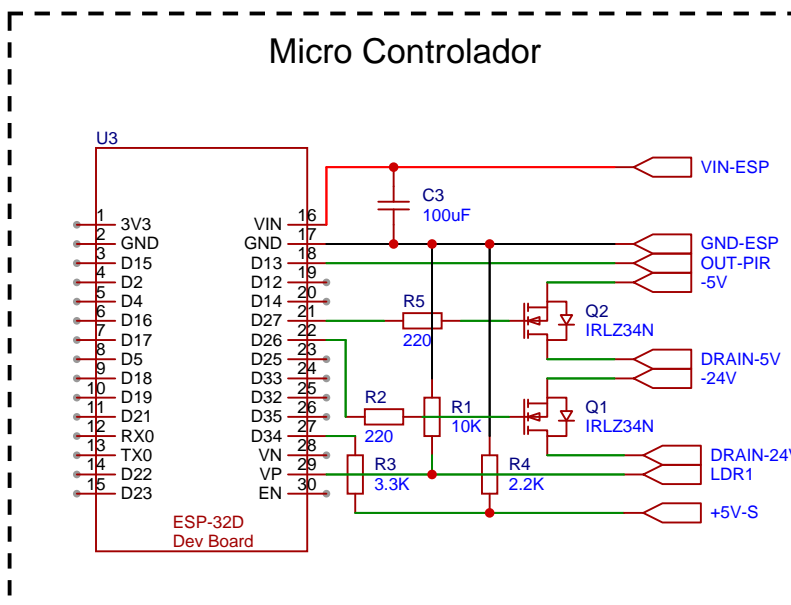 Micro Controlador
U3
1 3V3
2 GND
3 D15
4 D2
5 D4
6 D16
7 D17
8 D5
9 D18
10 D19
11 D21
12 RX0
13 TX0
14 D22
15 D23
VIN 16
GND 17
D13 18
D12 19
D14 20
D27 21
D26 22
D25 23
D33 24
D32 25
D35 26
D34 27
VN 28
VP 29
EN 30
ESP-32D
Dev Board
C3
100uF
R5
220
R2
220
R1
10K
R3
3.3K
R4
2.2K
Q2
IRLZ34N
Q1
IRLZ34N
VIN-ESP
GND-ESP
OUT-PIR
-5V
DRAIN-5V
-24V
DRAIN-24V
LDR1
+5V-S